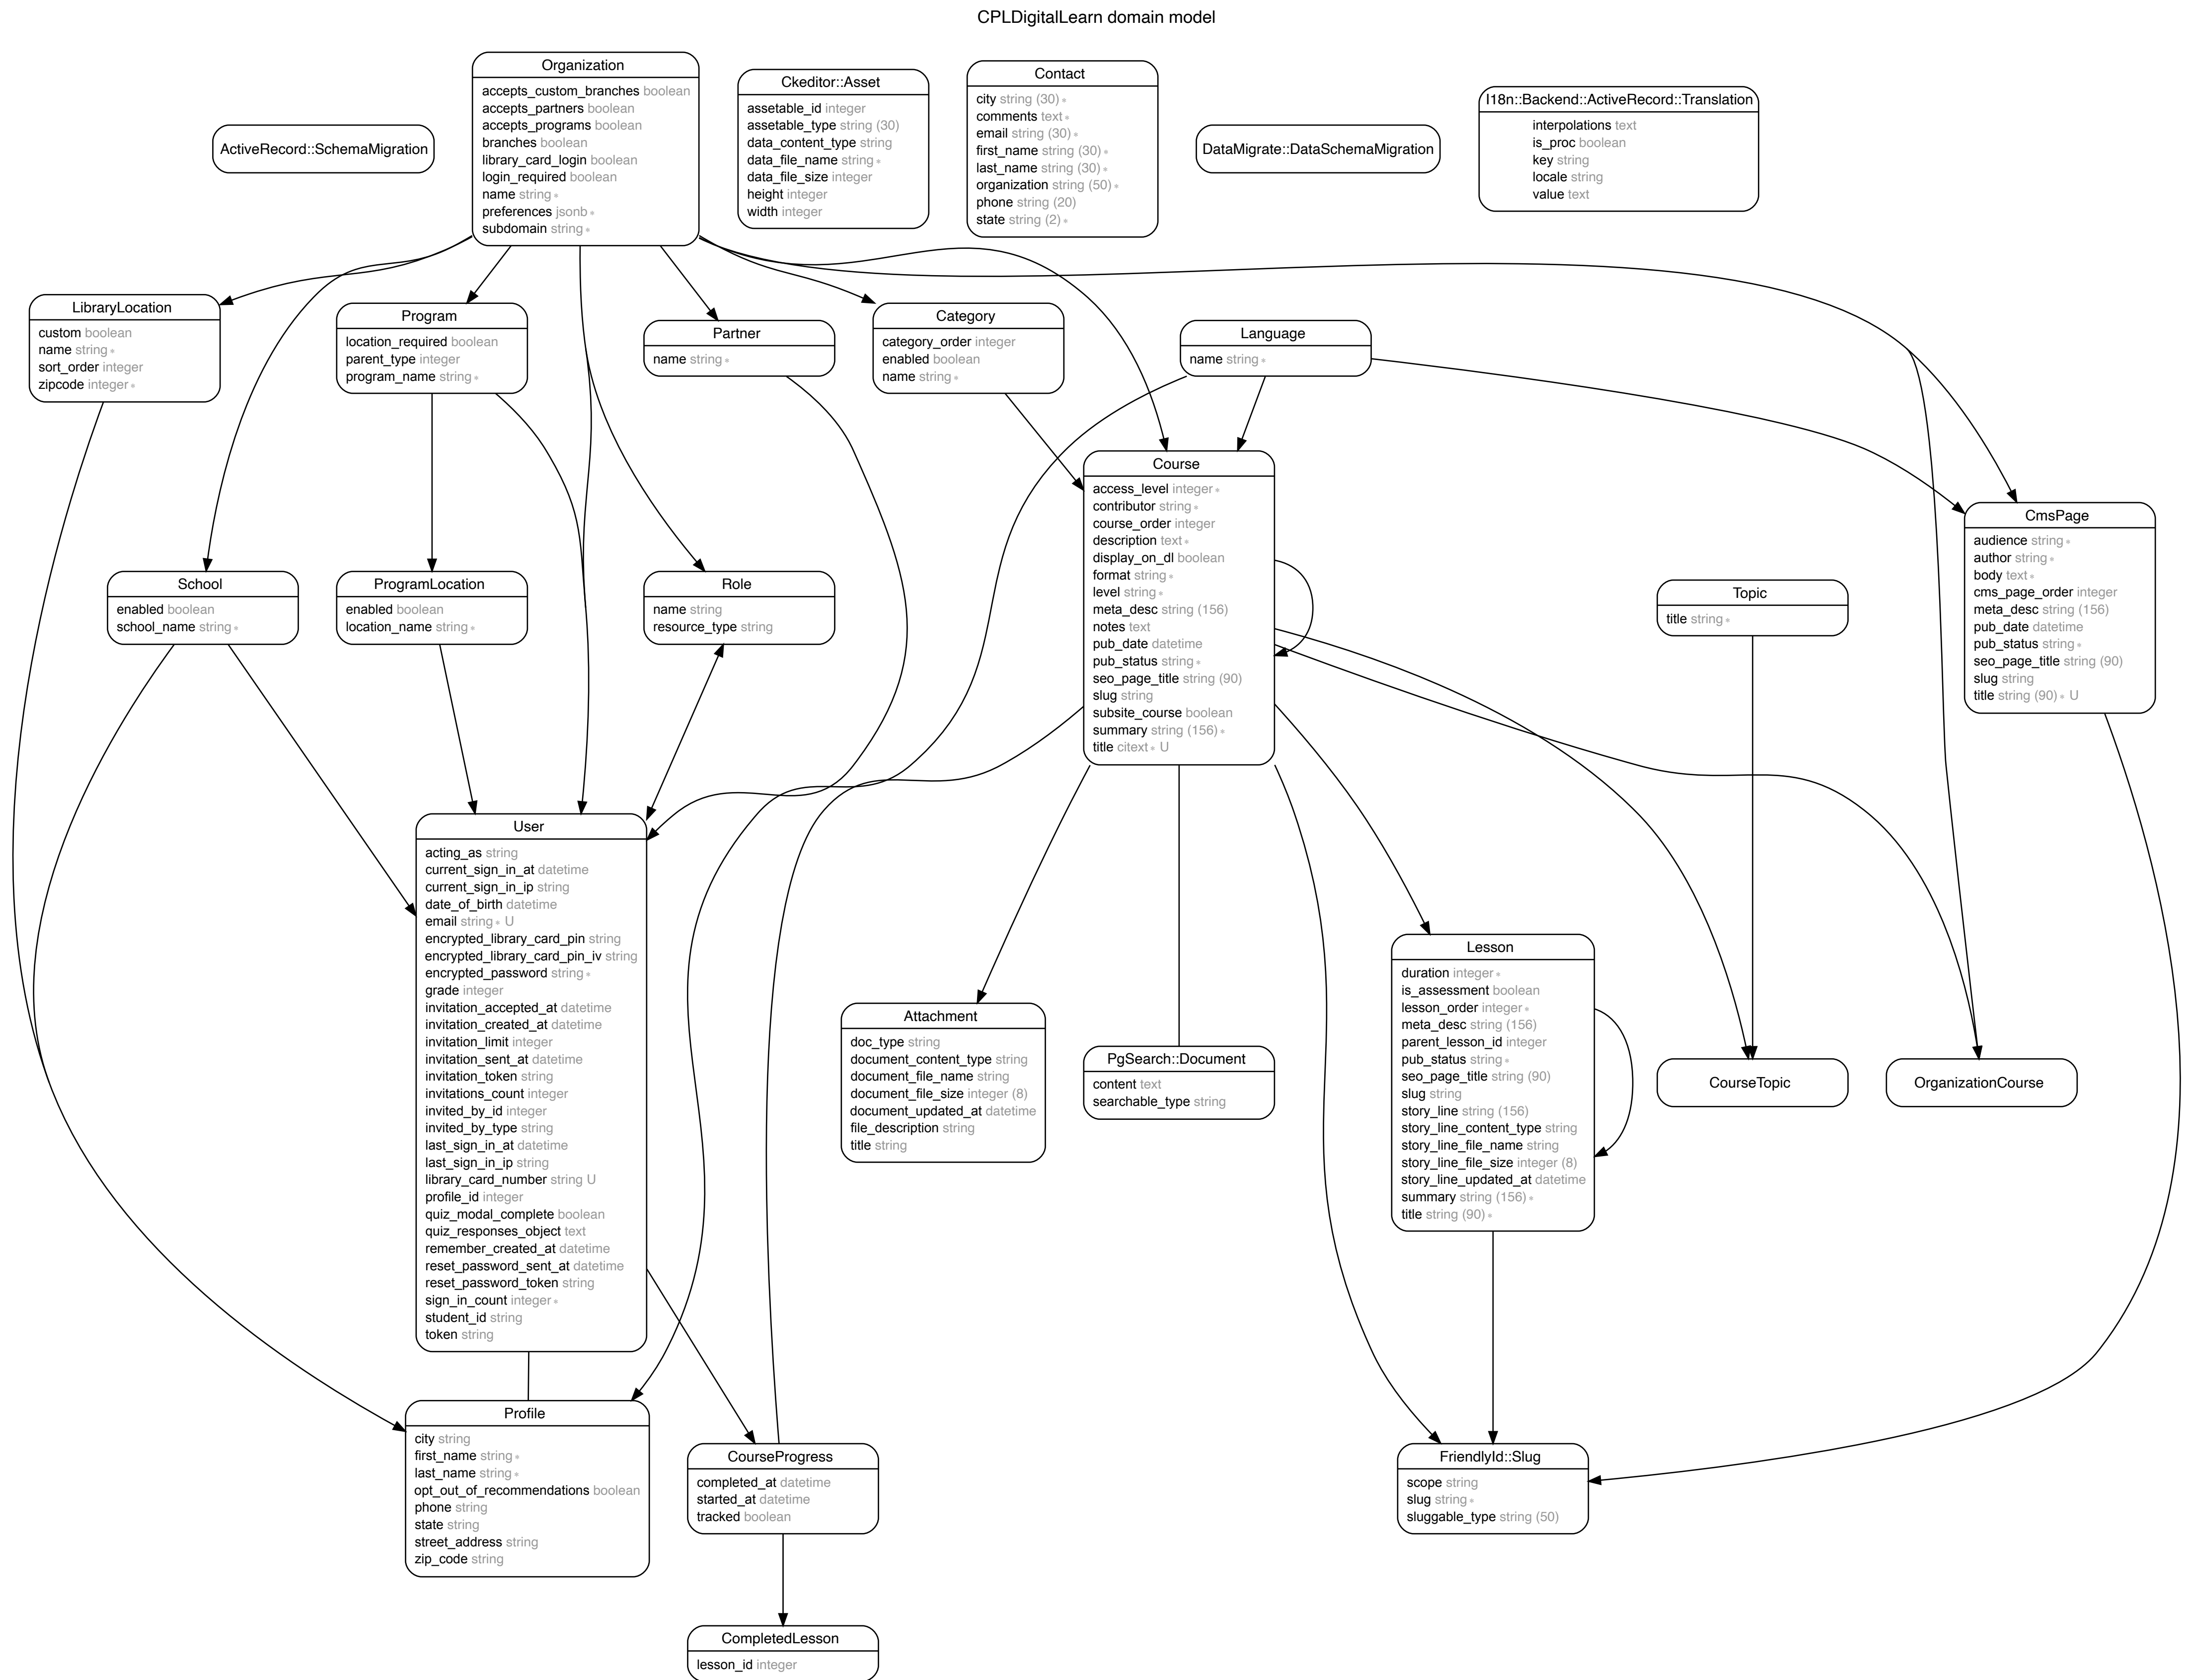 CPLDigitalLearn domain model
Organization
accepts_custom_branches boolean
accepts_partners boolean
accepts_programs boolean
branches boolean
library_card_login boolean
login_required boolean
name string ∗
preferences jsonb ∗
subdomain string ∗
Ckeditor::Asset
assetable_id integer
assetable_type string (30)
data_content_type string
data_file_name string ∗
data_file_size integer
height integer
width integer
Contact
city string (30) ∗
comments text ∗
email string (30) ∗
first_name string (30) ∗
last_name string (30) ∗
organization string (50) ∗
phone string (20)
state string (2) ∗
I18n::Backend::ActiveRecord::Translation
interpolations text
is_proc boolean
key string
locale string
value text
ActiveRecord::SchemaMigration
DataMigrate::DataSchemaMigration
LibraryLocation
custom boolean
name string ∗
sort_order integer
zipcode integer ∗
Program
location_required boolean
parent_type integer
program_name string ∗
Partner
name string ∗
Category
category_order integer
enabled boolean
name string ∗
Language
name string ∗
Course
access_level integer ∗
contributor string ∗
course_order integer
description text ∗
display_on_dl boolean
format string ∗
level string ∗
meta_desc string (156)
notes text
pub_date datetime
pub_status string ∗
seo_page_title string (90)
slug string
subsite_course boolean
summary string (156) ∗
title citext ∗ U
CmsPage
audience string ∗
author string ∗
body text ∗
cms_page_order integer
meta_desc string (156)
pub_date datetime
pub_status string ∗
seo_page_title string (90)
slug string
title string (90) ∗ U
School
enabled boolean
school_name string ∗
ProgramLocation
enabled boolean
location_name string ∗
Role
name string
resource_type string
Topic
title string ∗
User
acting_as string
current_sign_in_at datetime
current_sign_in_ip string
date_of_birth datetime
email string ∗ U
encrypted_library_card_pin string
encrypted_library_card_pin_iv string
encrypted_password string ∗
grade integer
invitation_accepted_at datetime
invitation_created_at datetime
invitation_limit integer
invitation_sent_at datetime
invitation_token string
invitations_count integer
invited_by_id integer
invited_by_type string
last_sign_in_at datetime
last_sign_in_ip string
library_card_number string U
profile_id integer
quiz_modal_complete boolean
quiz_responses_object text
remember_created_at datetime
reset_password_sent_at datetime
reset_password_token string
sign_in_count integer ∗
student_id string
token string
Attachment
doc_type string
document_content_type string
document_file_name string
document_file_size integer (8)
document_updated_at datetime
file_description string
title string
PgSearch::Document
content text
searchable_type string
Lesson
duration integer ∗
is_assessment boolean
lesson_order integer ∗
meta_desc string (156)
parent_lesson_id integer
pub_status string ∗
seo_page_title string (90)
slug string
story_line string (156)
story_line_content_type string
story_line_file_name string
story_line_file_size integer (8)
story_line_updated_at datetime
summary string (156) ∗
title string (90) ∗
CourseTopic
OrganizationCourse
Profile
city string
first_name string ∗
last_name string ∗
opt_out_of_recommendations boolean
phone string
state string
street_address string
zip_code string
CourseProgress
completed_at datetime
started_at datetime
tracked boolean
FriendlyId::Slug
scope string
slug string ∗
sluggable_type string (50)
CompletedLesson
lesson_id integer